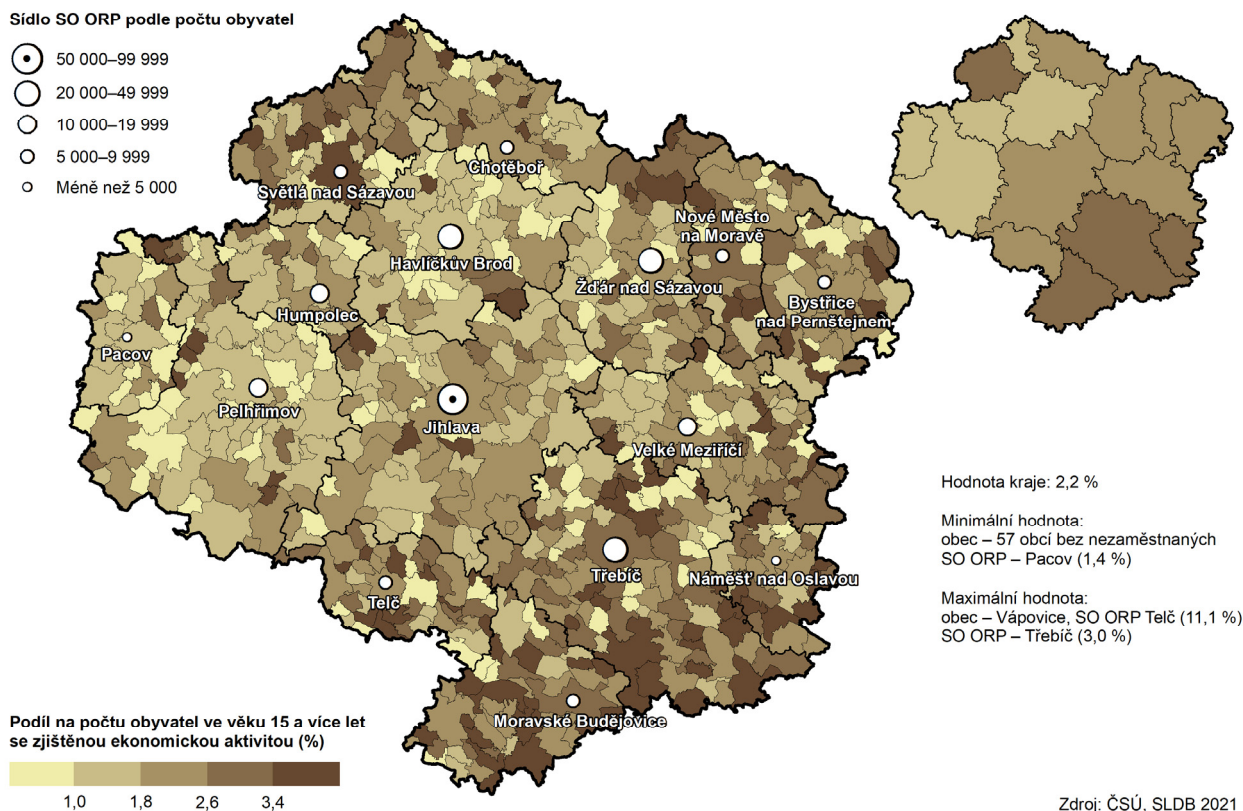 Sídlo SO ORP podle počtu obyvatel
50 000–99 999
20 000–49 999
10 000–19 999
5 000–9 999
Méně než 5 000
Chotěboř
Světlá nad Sázavou
Nové Město
na Moravě
Havlíčkův Brod
Žďár nad Sázavou
Humpolec
Bystřice
nad Pernštejnem
Pacov
Pelhřimov
Jihlava
Velké Meziříčí
Třebíč
Náměšť nad Oslavou
Telč
Moravské Budějovice
Hodnota kraje: 2,2 %
Minimální hodnota:
obec – 57 obcí bez nezaměstnaných
SO ORP – Pacov (1,4 %)
Maximální hodnota:
obec – Vápovice, SO ORP Telč (11,1 %)
SO ORP – Třebíč (3,0 %)
Podíl na počtu obyvatel ve věku 15 a více let
se zjištěnou ekonomickou aktivitou (%)
1,0 1,8 2,6 3,4
Zdroj: ČSÚ, SLDB 2021